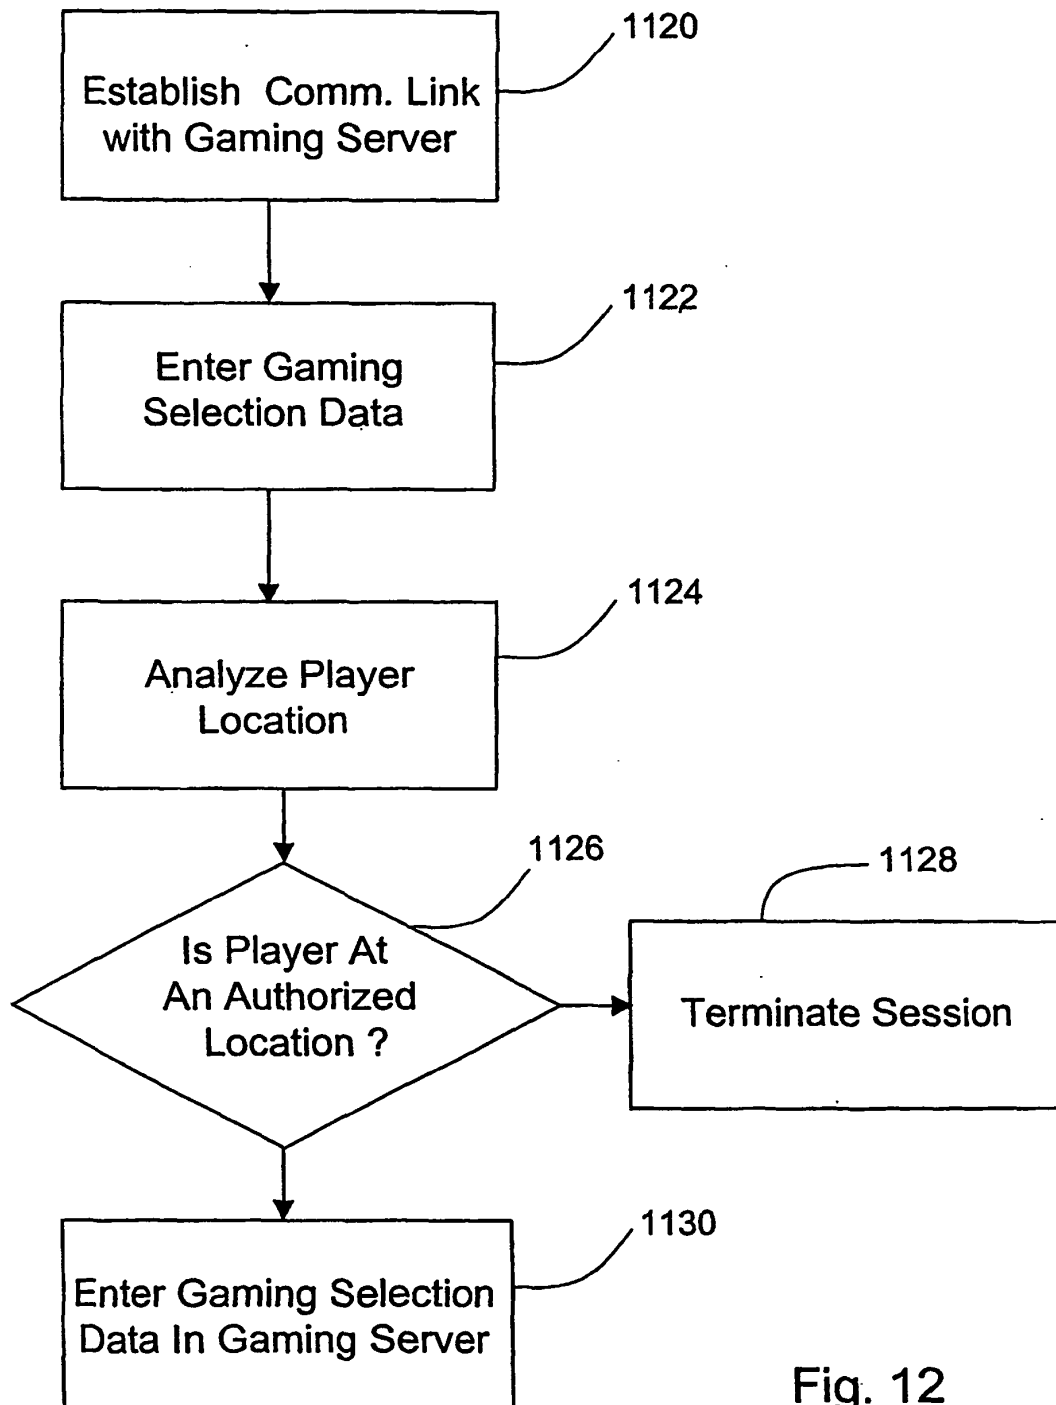 1120
Establish Comm. Link
with Gaming Server
1122
Enter Gaming
Selection Data
1124
Analyze Player
Location
1126
Is Player At
An Authorized
Location ?
1128
Terminate Session
1130
Enter Gaming Selection
Data In Gaming Server
Fig. 12